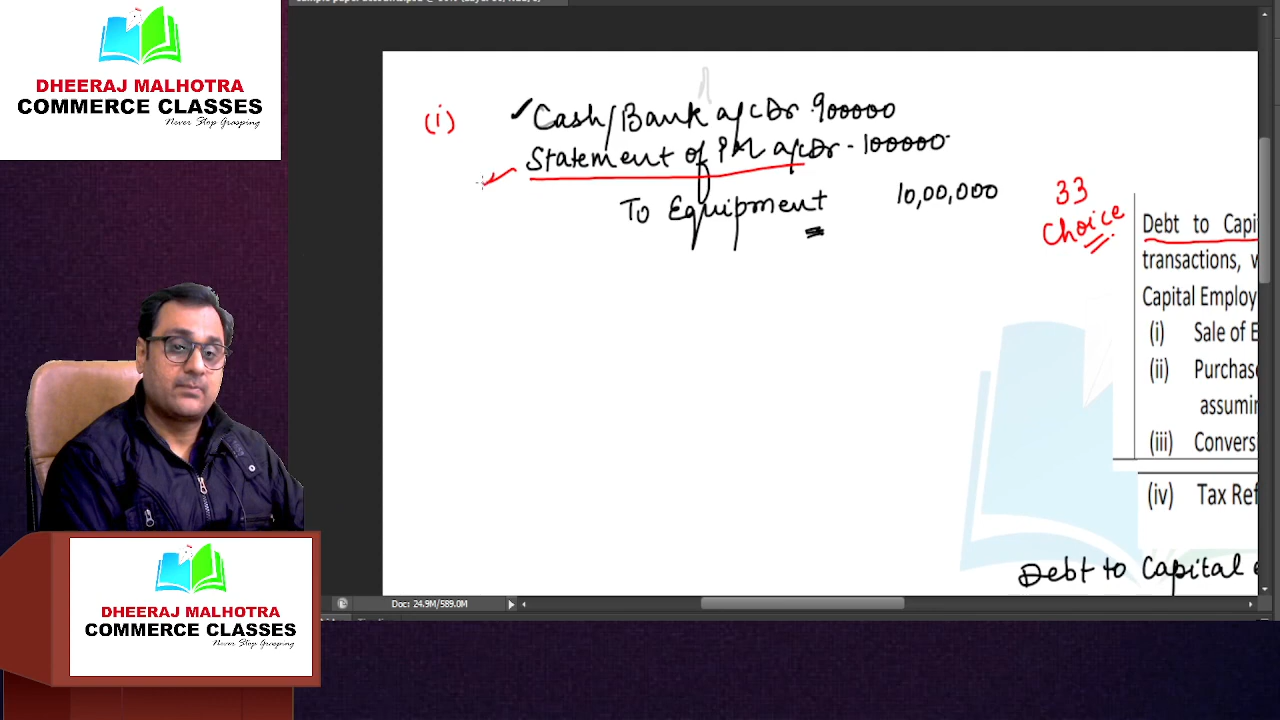 DHEERAJ MALHOTRA
COMMERCE CLASSES
Never Stop Grasping
(i) Cash/Bank a/c Dr 900000
Statement of P/L a/c Dr - 100000
To Equipment 10,00,000
33
Choice
Debt to Capi
transactions, w
Capital Employ
(i) Sale of E
(ii) Purchase
assumin
(iii) Convers
(iv) Tax Ref
Debt to Capital e
Doc: 24.9M/589.0M
DHEERAJ MALHOTRA
COMMERCE CLASSES
Never Stop Grasping